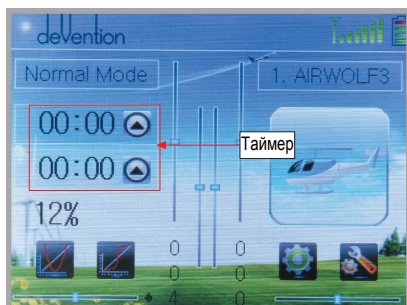 devention
Normal Mode
1. AIRWOLF3
00:00
Таймер
00:00
12%
0 0
0 0
4 0